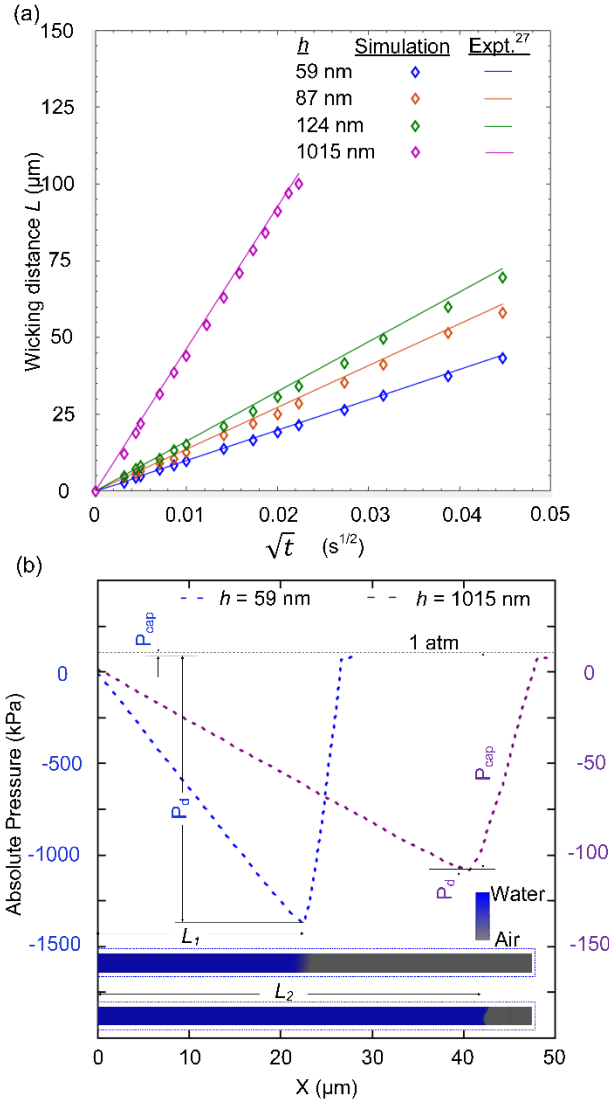 (a)
h Simulation Expt.27
59 nm
87 nm
124 nm
1015 nm
150
125
100
75
50
25
0
Wicking distance L (μm)
0 0.01 0.02 0.03 0.04 0.05
√t (s1/2)
(b)
h = 59 nm h = 1015 nm
Pcap
1 atm
0
-500
-1000
-1500
Absolute Pressure (kPa)
Pd
Pcap
Pd
0
-50
-100
-150
Water
Air
L1
L2
0 10 20 30 40 50
X (μm)